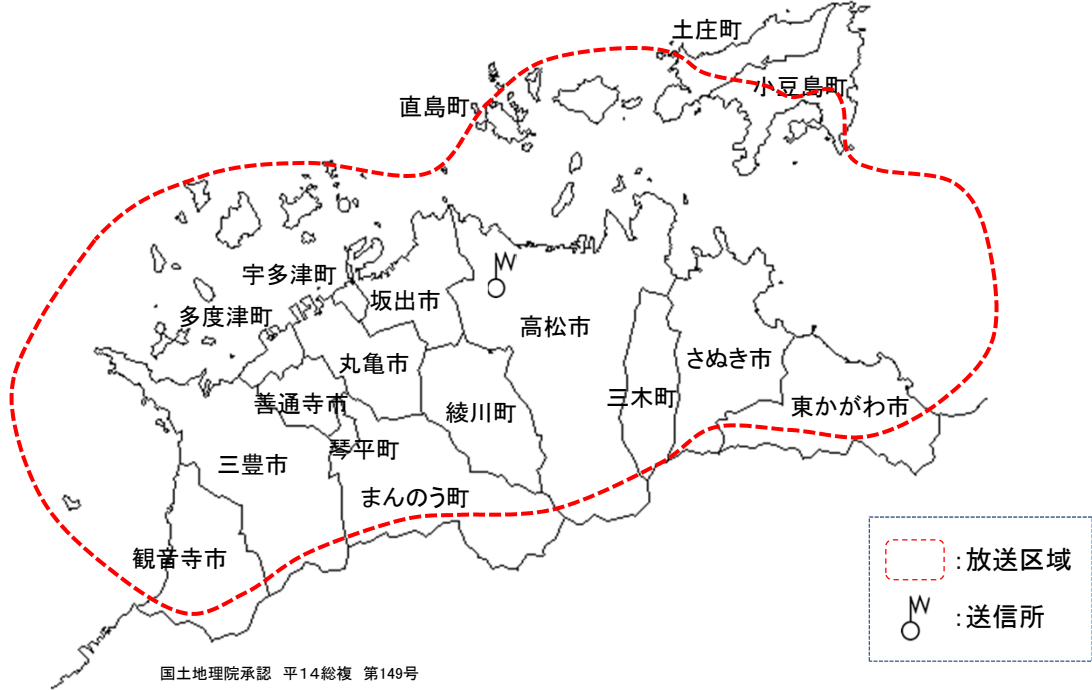 土庄町
小豆島町
直島町
宇多津町
坂出市
多度津町
高松市
丸亀市
さぬき市
善通寺市
綾川町
三木町
東かがわ市
琴平町
三豊市
まんのう町
観音寺市
：放送区域
：送信所
国土地理院承認 平14総複 第149号